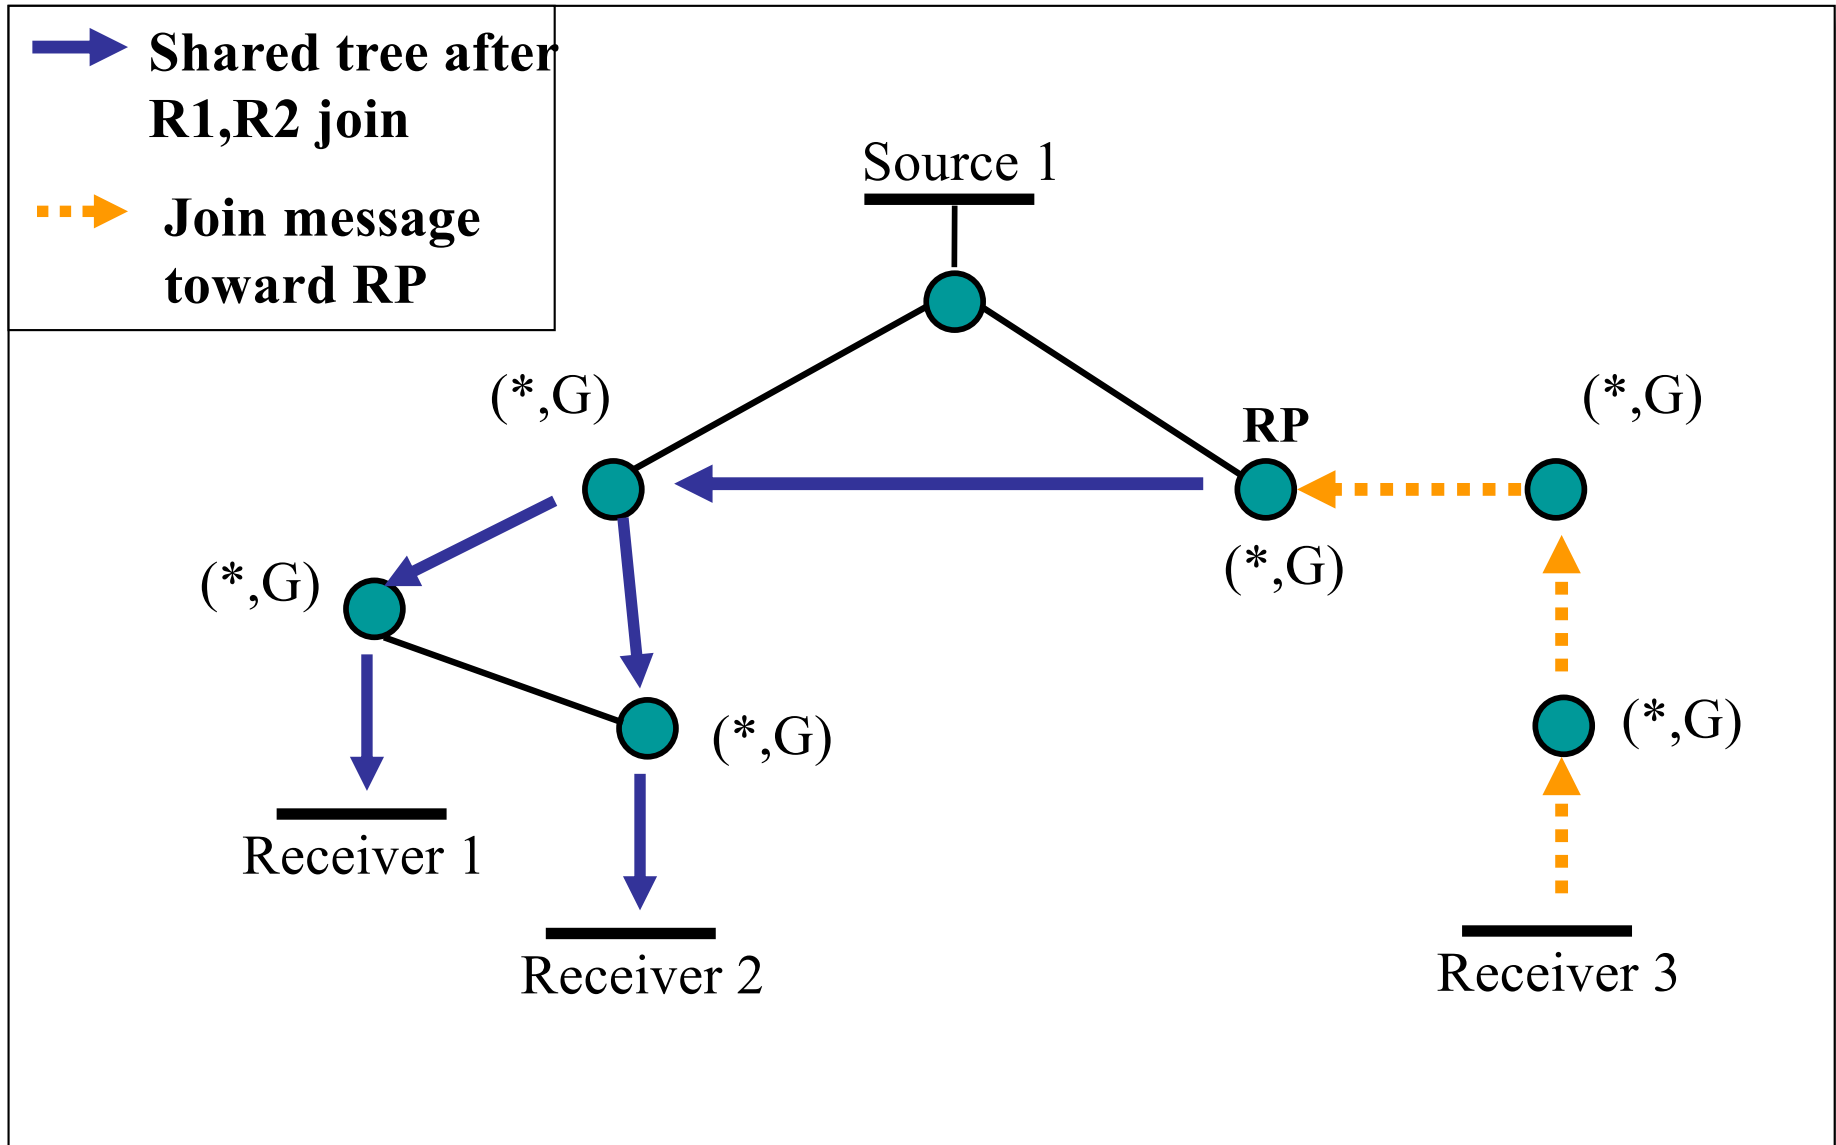 Shared tree after
R1,R2 join
Join message
toward RP
Source 1
(*,G)
(*,G)
RP
(*,G)
(*,G)
(*,G)
(*,G)
Receiver 1
Receiver 2
Receiver 3